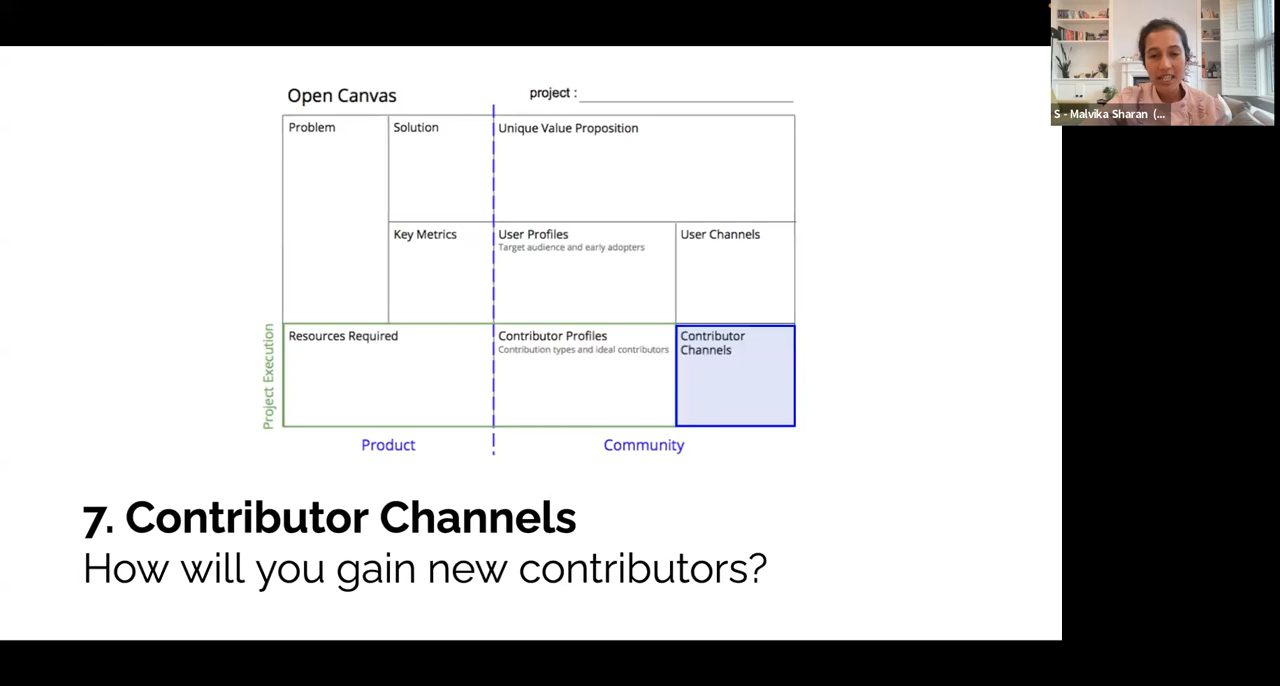 S - Malvika Sharan (...
Open Canvas
project : ____________
Problem
Solution
Unique Value Proposition
Key Metrics
User Profiles
Target audience and early adopters
User Channels
Project Execution
Resources Required
Contributor Profiles
Contribution types and ideal contributors
Contributor
Channels
Product
Community
7. Contributor Channels
How will you gain new contributors?